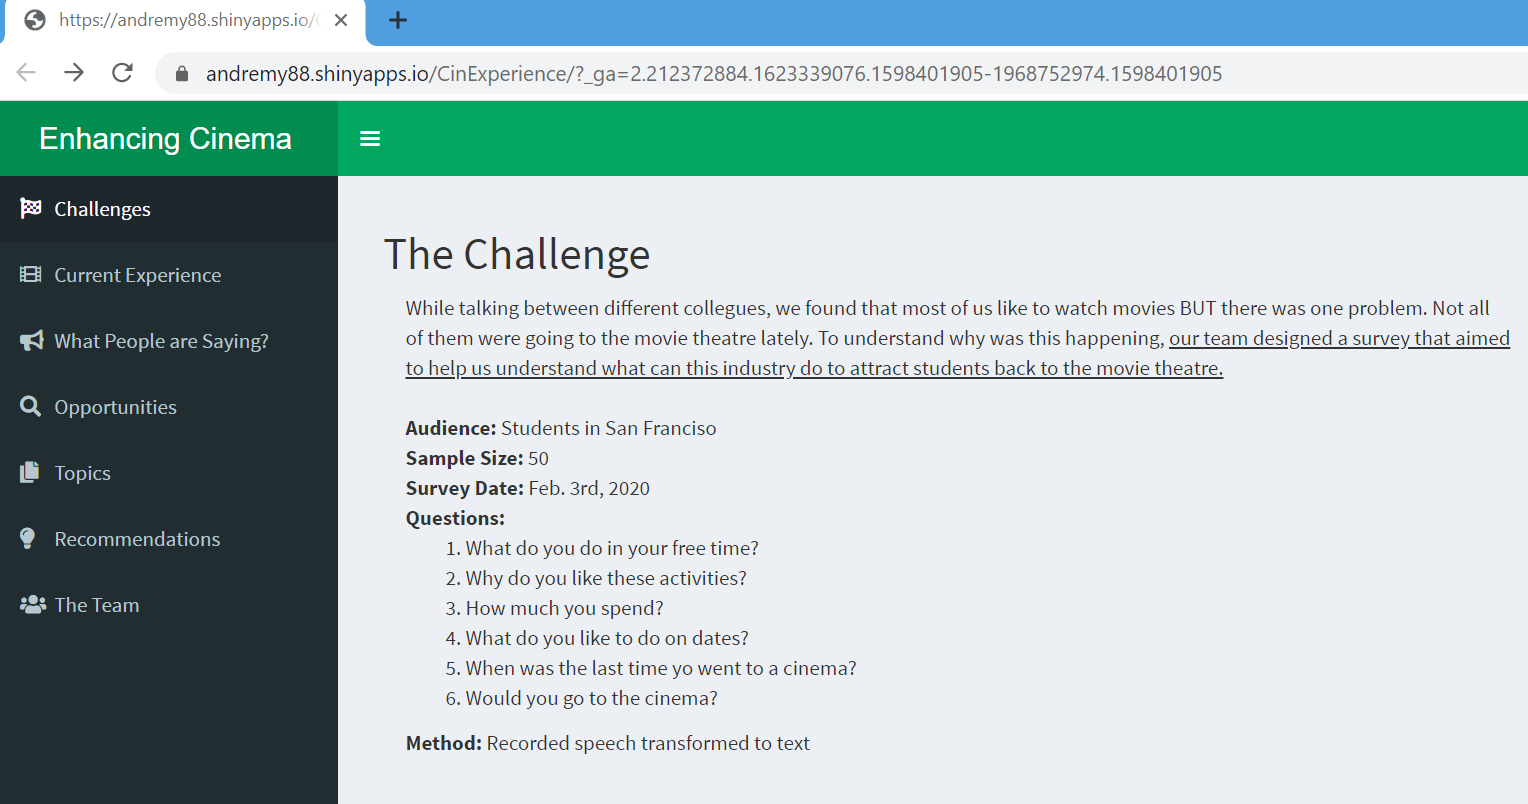 https://andremy88.shinyapps.io/
andremy88.shinyapps.io/CinExperience/?_ga=2.212372884.1623339076.1598401905-1968752974.1598401905
Enhancing Cinema
Challenges
Current Experience
What People are Saying?
Opportunities
Topics
Recommendations
The Team
The Challenge
While talking between different collegues, we found that most of us like to watch movies BUT there was one problem. Not all
of them were going to the movie theatre lately. To understand why was this happening, our team designed a survey that aimed
to help us understand what can this industry do to attract students back to the movie theatre.
Audience: Students in San Franciso
Sample Size: 50
Survey Date: Feb. 3rd, 2020
Questions:
1. What do you do in your free time?
2. Why do you like these activities?
3. How much you spend?
4. What do you like to do on dates?
5. When was the last time yo went to a cinema?
6. Would you go to the cinema?
Method: Recorded speech transformed to text